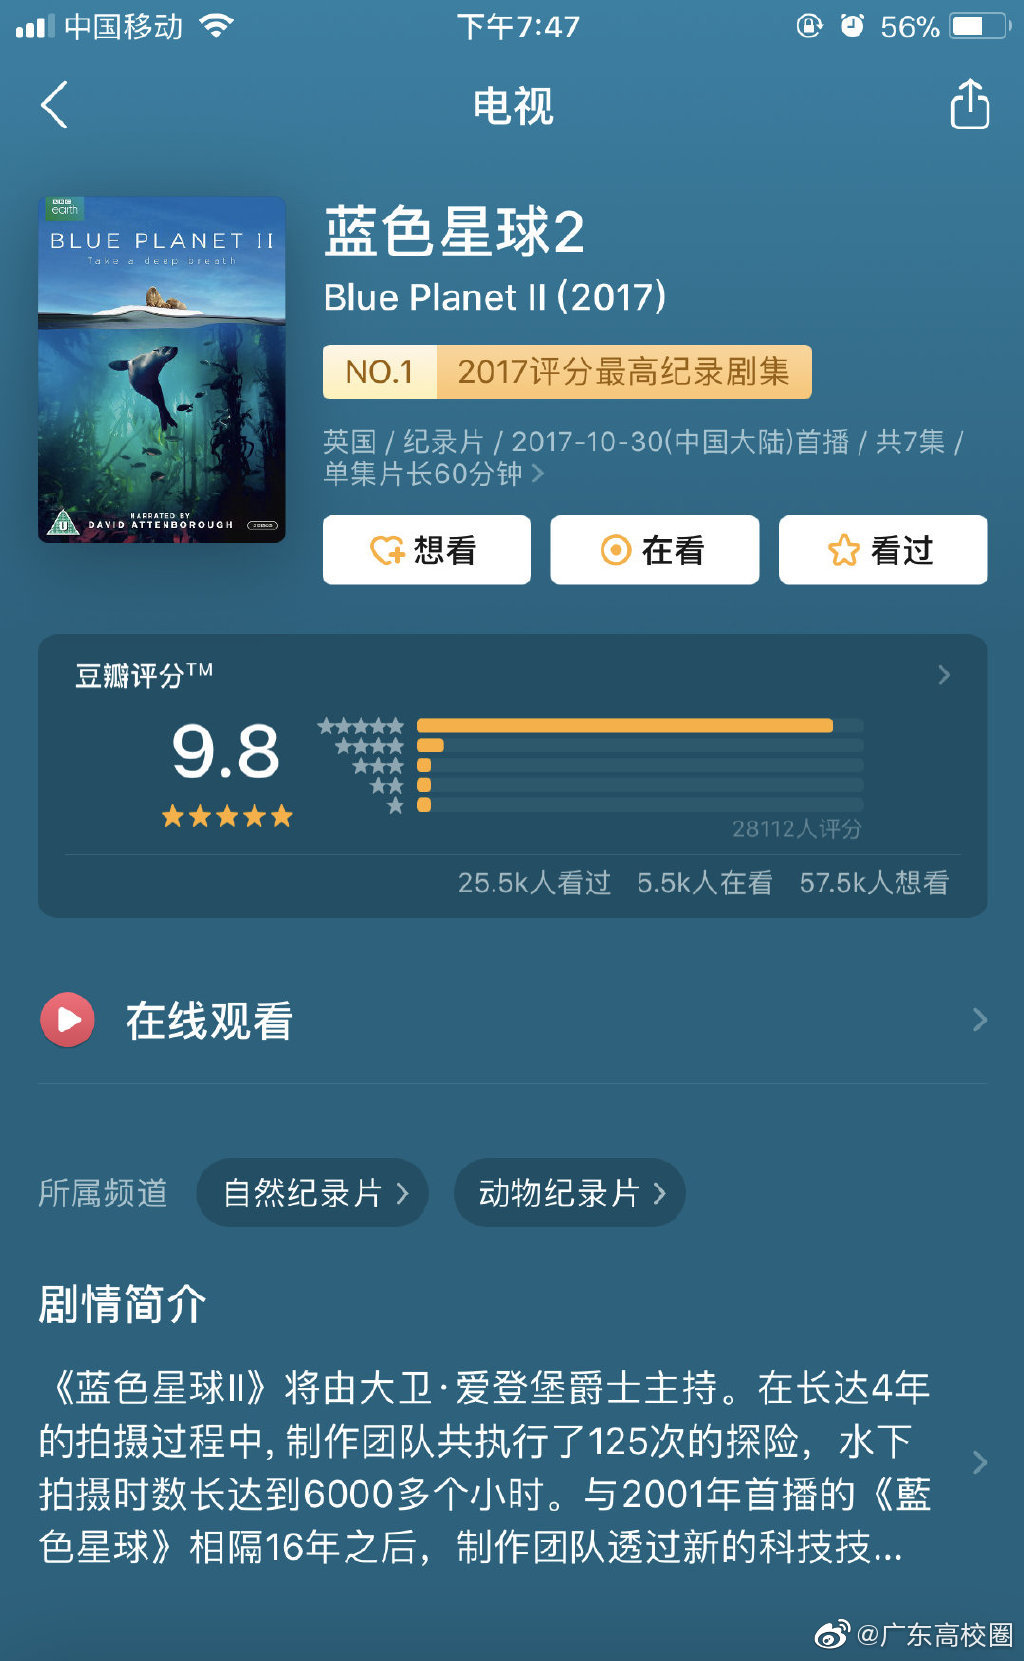 中国移动
下午7:47
56%
电视
BBC
earth
BLUE PLANET II
Take a deep breath
NARRATED BY
DAVID ATTENBOROUGH
U
蓝色星球2
Blue Planet II (2017)
NO.1 2017评分最高纪录剧集
英国 / 纪录片 / 2017-10-30(中国大陆)首播 / 共7集 /
单集片长60分钟
想看
在看
看过
豆瓣评分™
9.8
28112人评分
25.5k人看过 5.5k人在看 57.5k人想看
在线观看
所属频道 自然纪录片 动物纪录片
剧情简介
《蓝色星球II》将由大卫·爱登堡爵士主持。在长达4年
的拍摄过程中, 制作团队共执行了125次的探险，水下
拍摄时数长达到6000多个小时。与2001年首播的《藍
色星球》相隔16年之后，制作团队透过新的科技技...
@广东高校圈